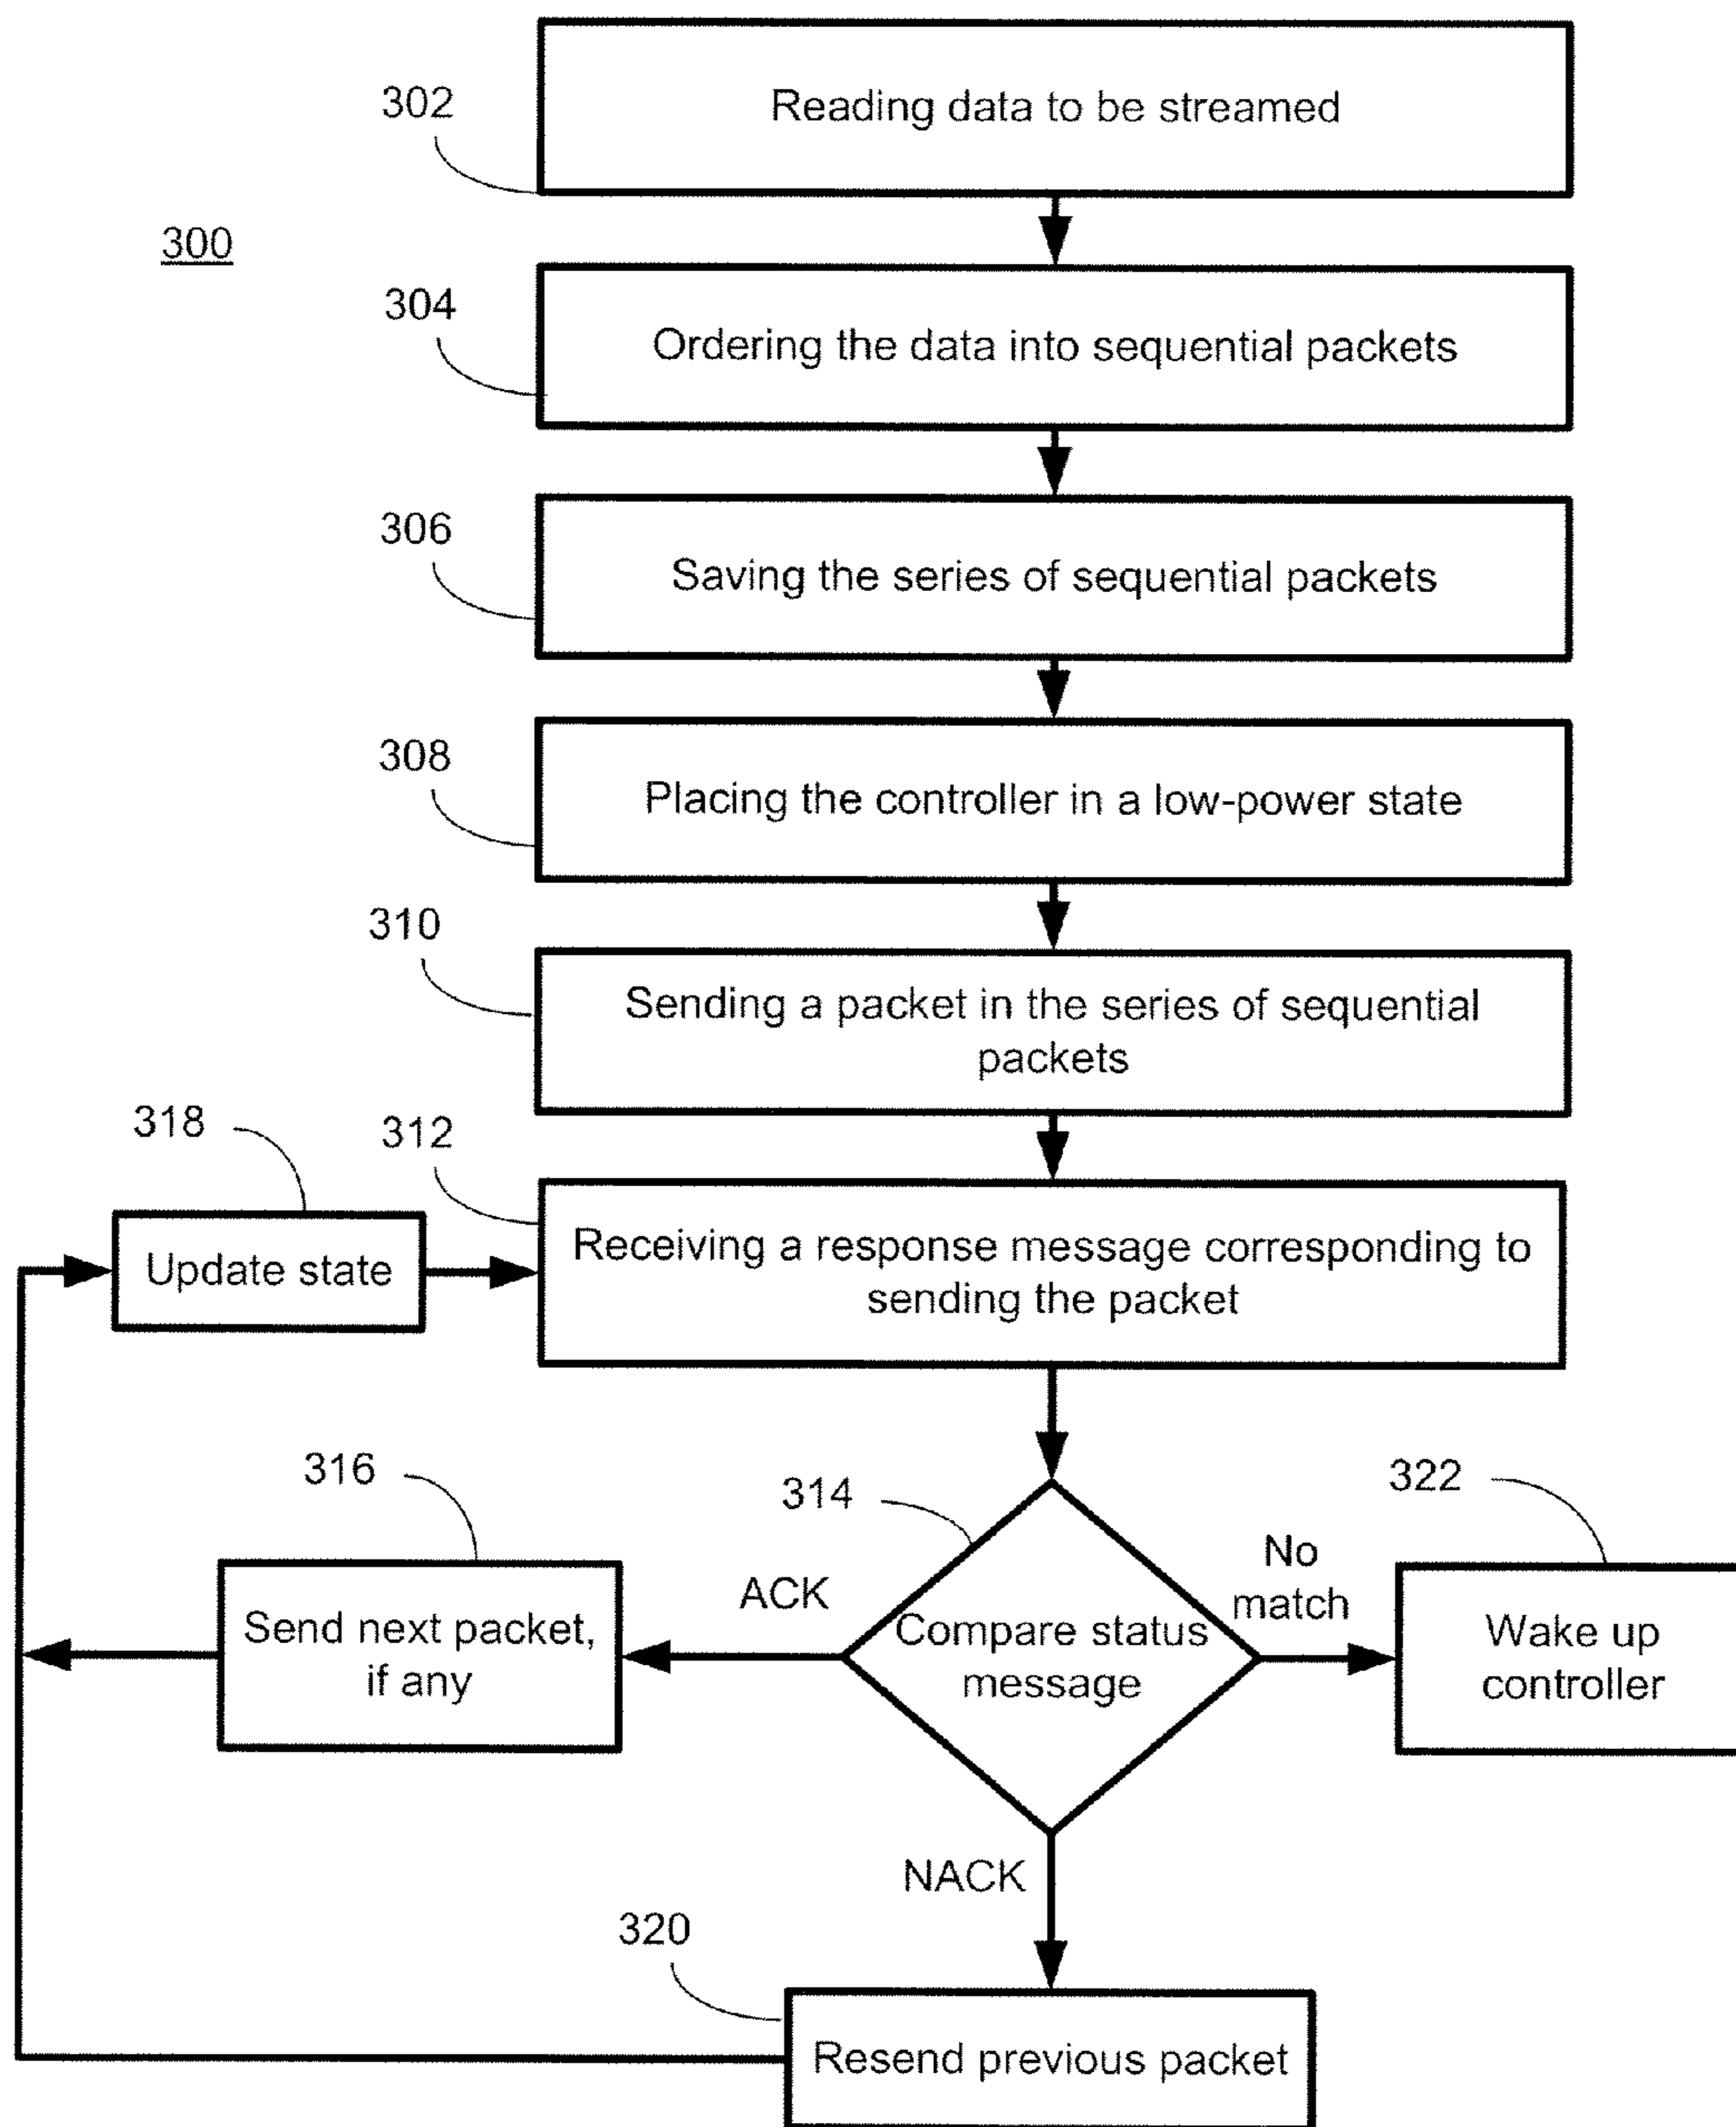 302
Reading data to be streamed
300
304
Ordering the data into sequential packets
306
Saving the series of sequential packets
308
Placing the controller in a low-power state
310
Sending a packet in the series of sequential
packets
318
312
Update state
Receiving a response message corresponding to
sending the packet
316
314
322
ACK
No
match
Send next packet,
if any
Compare status
message
Wake up
controller
NACK
320
Resend previous packet